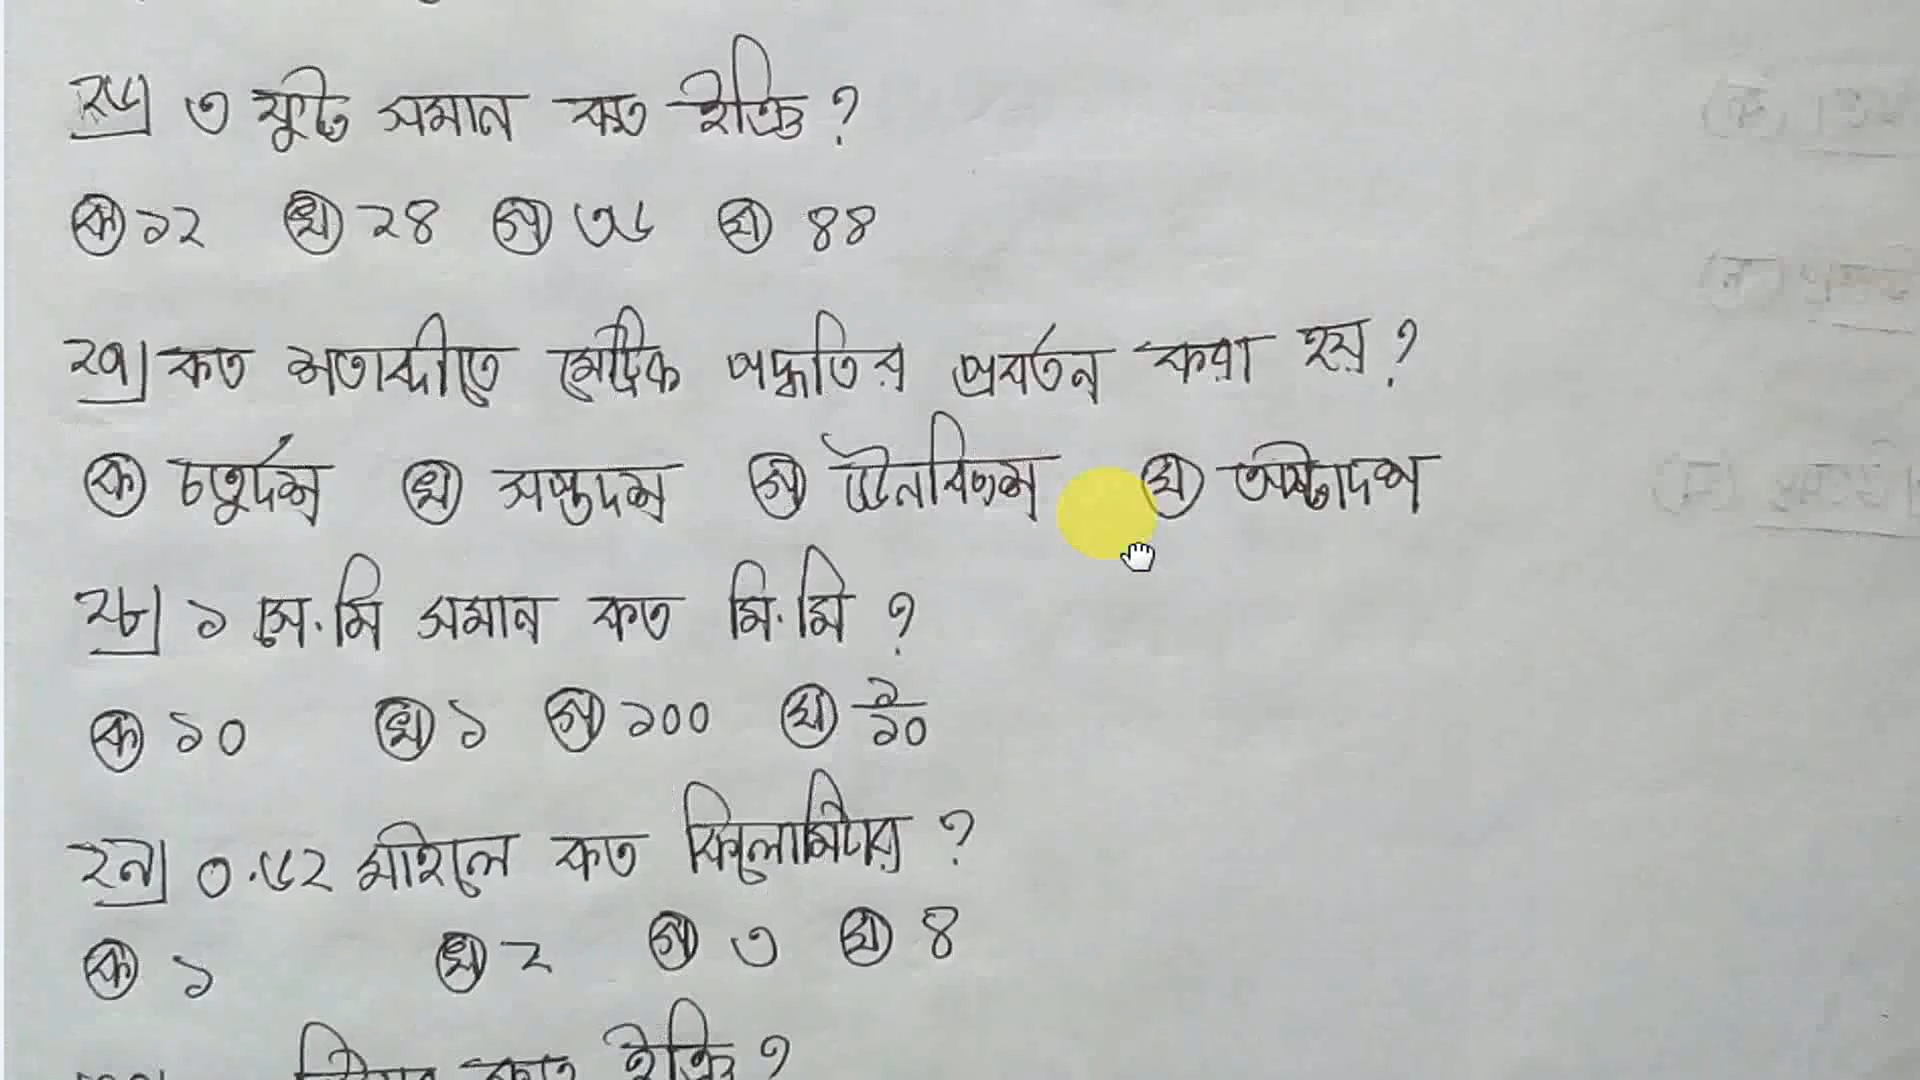 ২৬| ৩ ফুট সমান কত ইঞ্চি ?
(ক) ১২ (খ) ২৪ (গ) ৩৬ (ঘ) ৪৪
২৭| কত শতাব্দীতে মেট্রিক পদ্ধতির প্রবর্তন করা হয় ?
(ক) চতুর্দশ (খ) সপ্তদশ (গ) ঊনবিংশ (ঘ) অষ্টাদশ
২৮| ১ সে.মি সমান কত মি.মি ?
(ক) ১০ (খ) ১ (গ) ১০০ (ঘ) ১/১০
২৯| ০.৬২ মাইলে কত কিলোমিটার ?
(ক) ১ (খ) ২ (গ) ৩ (ঘ) ৪
কত ইঞ্চি ?